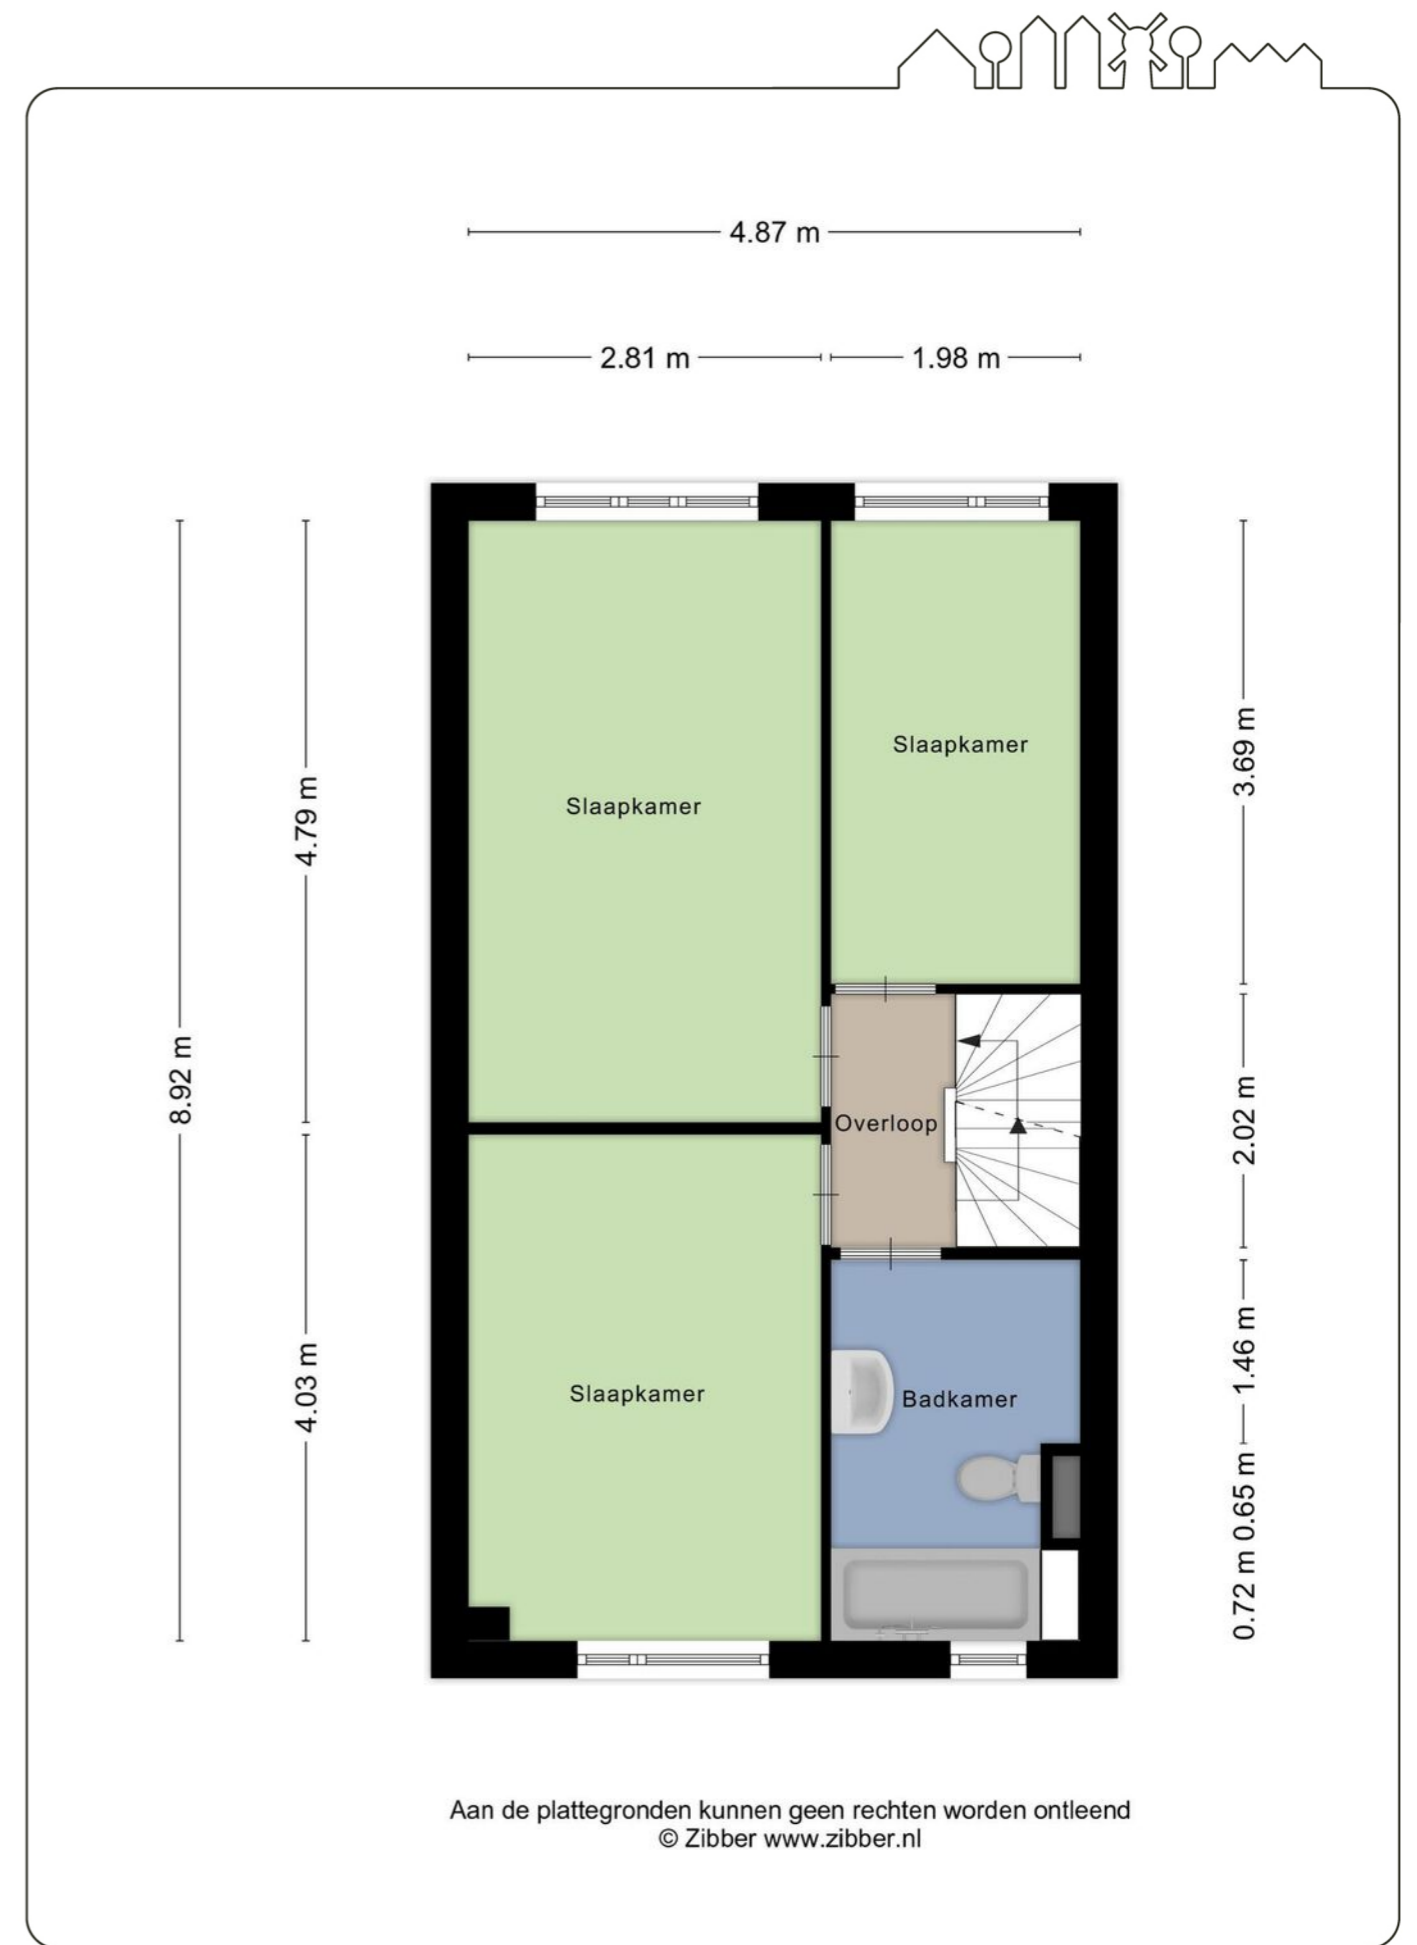 4.87 m
2.81 m
1.98 m
8.92 m
4.79 m
4.03 m
3.69 m
2.02 m
1.46 m
0.65 m
0.72 m
Slaapkamer
Slaapkamer
Overloop
Slaapkamer
Badkamer
Aan de plattegronden kunnen geen rechten worden ontleend
© Zibber www.zibber.nl